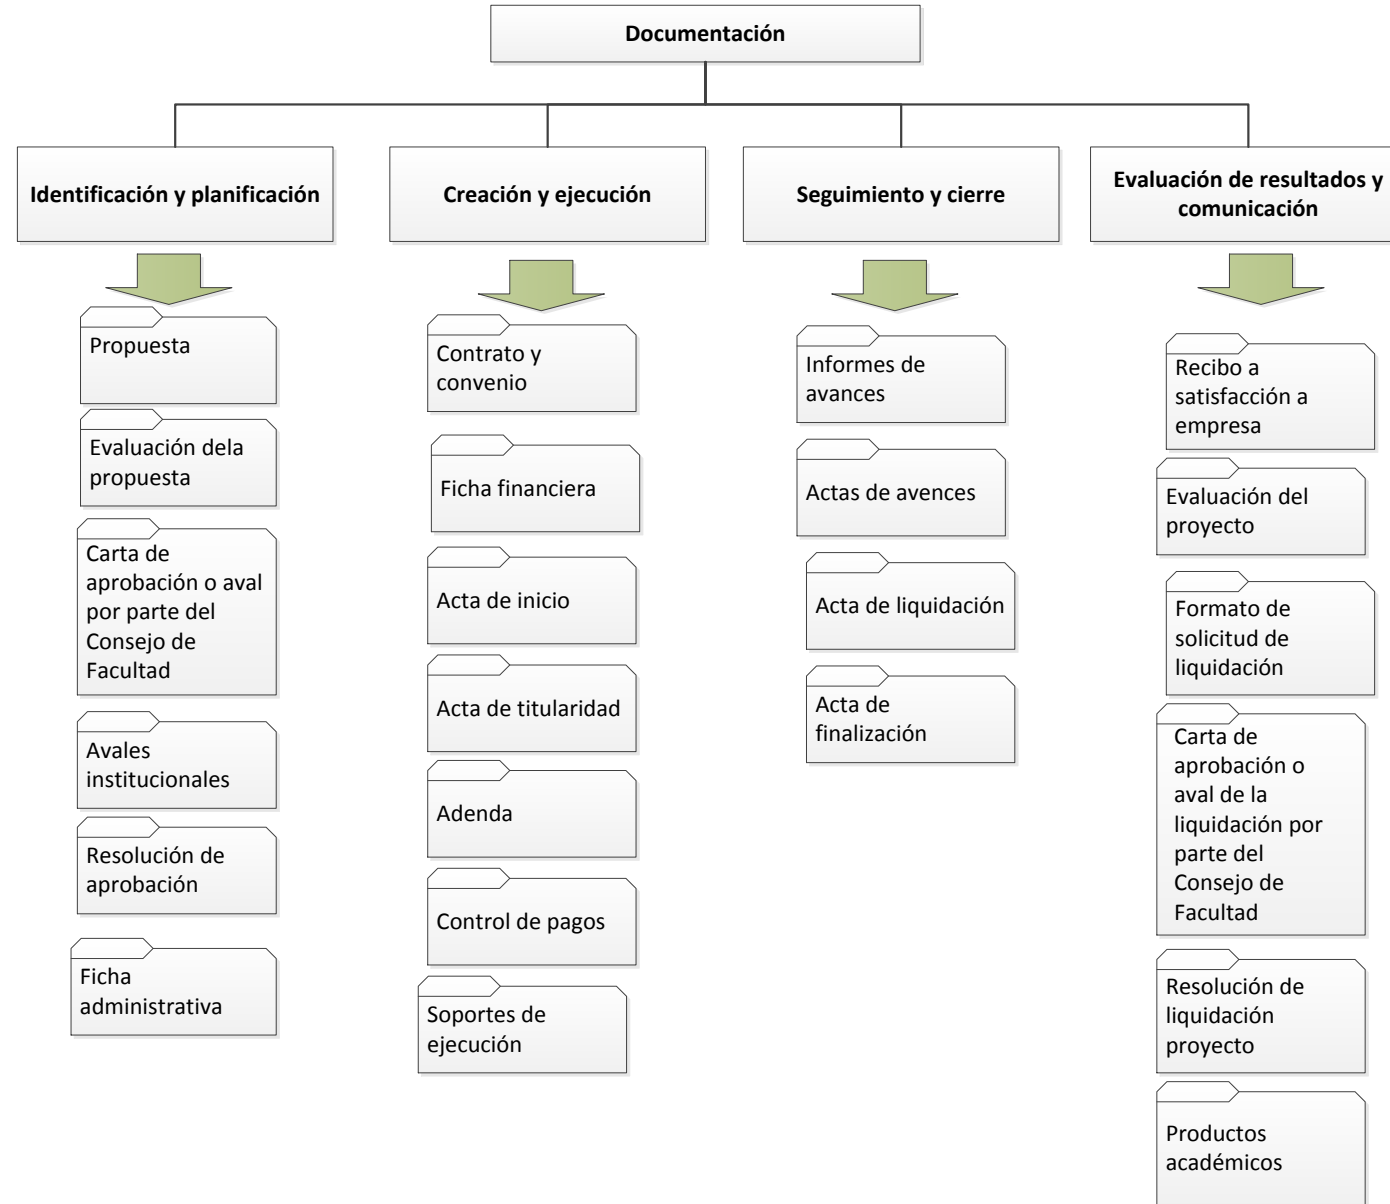 Documentación
Identificación y planificación
Propuesta
Evaluación dela
propuesta
Carta de
aprobación o aval
por parte del
Consejo de
Facultad
Avales
institucionales
Resolución de
aprobación
Ficha
administrativa
Creación y ejecución
Contrato y
convenio
Ficha financiera
Acta de inicio
Acta de titularidad
Adenda
Control de pagos
Soportes de
ejecución
Seguimiento y cierre
Informes de
avances
Actas de avences
Acta de liquidación
Acta de
finalización
Evaluación de resultados y
comunicación
Recibo a
satisfacción a
empresa
Evaluación del
proyecto
Formato de
solicitud de
liquidación
Carta de
aprobación o
aval de la
liquidación por
parte del
Consejo de
Facultad
Resolución de
liquidación
proyecto
Productos
académicos